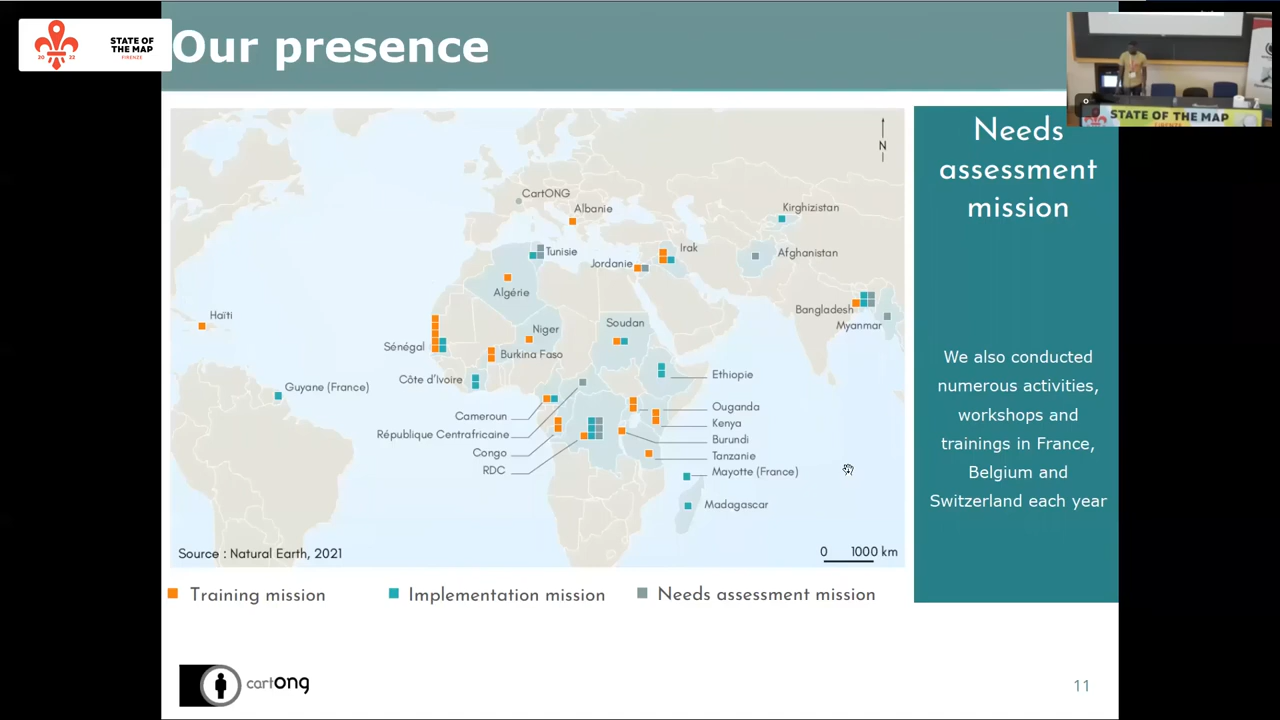 STATE OF
THE MAP
FIRENZE
20 22
Our presence
STATE OF THE MAP
FIRENZE
N
CartONG
Albanie
Kirghizistan
Tunisie
Irak
Afghanistan
Jordanie
Algérie
Bangladesh
Haïti
Myanmar
Soudan
Niger
Sénégal
Burkina Faso
Ethiopie
Côte d'Ivoire
Guyane (France)
Ouganda
Cameroun
Kenya
République Centrafricaine
Burundi
Congo
Tanzanie
RDC
Mayotte (France)
Madagascar
Source : Natural Earth, 2021
0 1000 km
Training mission
Implementation mission
Needs assessment mission
Needs
assessment
mission
We also conducted
numerous activities,
workshops and
trainings in France,
Belgium and
Switzerland each year
cartong
11